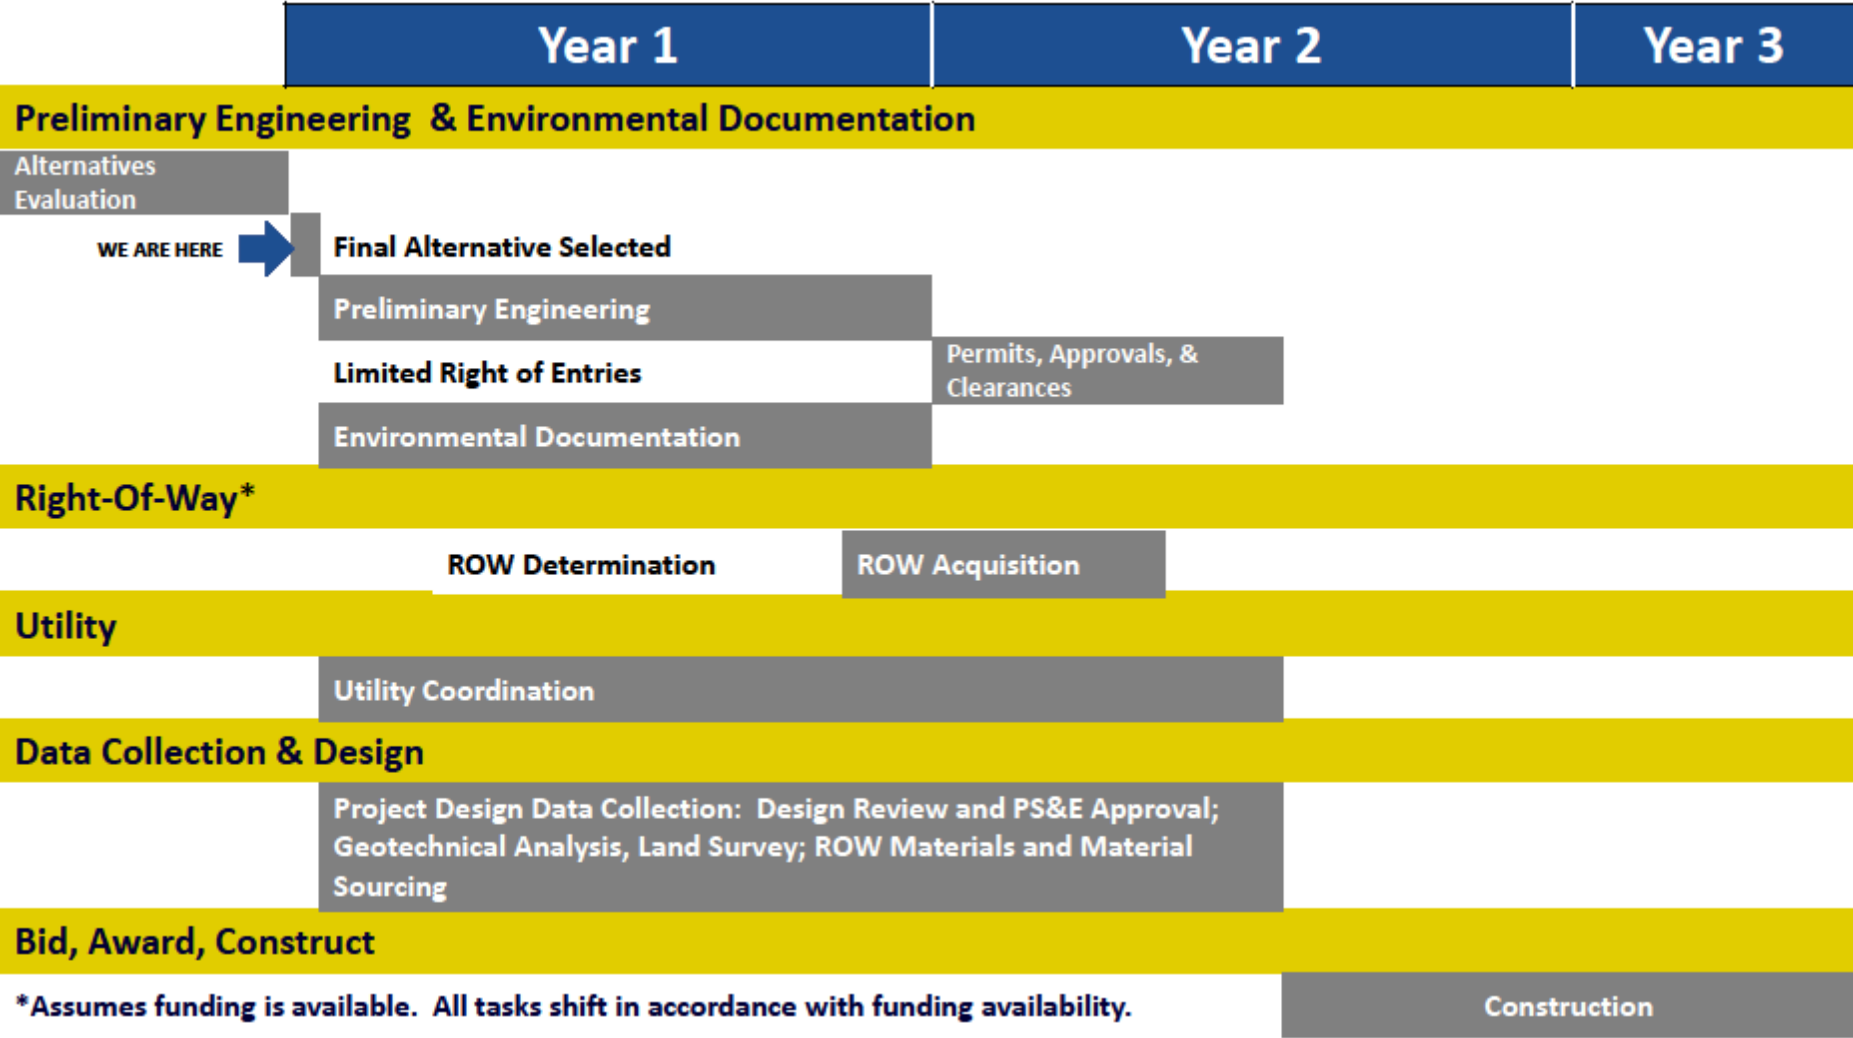 Year 1 Year 2 Year 3
Preliminary Engineering & Environmental Documentation
Alternatives
Evaluation
WE ARE HERE Final Alternative Selected
Preliminary Engineering
Limited Right of Entries
Permits, Approvals, &
Clearances
Environmental Documentation
Right-Of-Way*
ROW Determination ROW Acquisition
Utility
Utility Coordination
Data Collection & Design
Project Design Data Collection: Design Review and PS&E Approval;
Geotechnical Analysis, Land Survey; ROW Materials and Material
Sourcing
Bid, Award, Construct
*Assumes funding is available. All tasks shift in accordance with funding availability. Construction